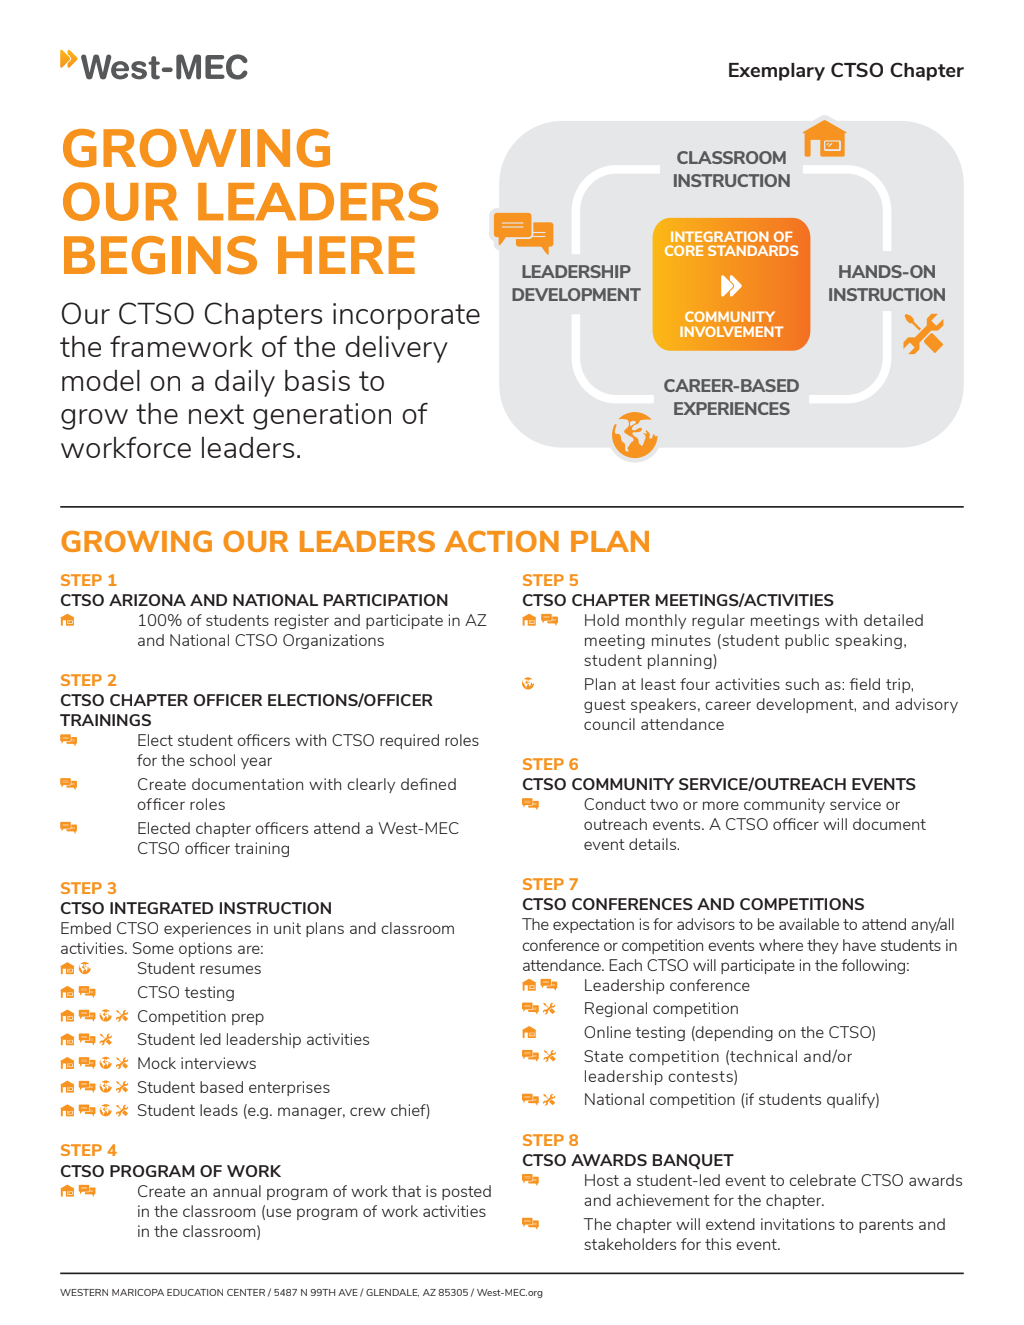 West-MEC
Exemplary CTSO Chapter
GROWING
OUR LEADERS
BEGINS HERE
Our CTSO Chapters incorporate
the framework of the delivery
model on a daily basis to
grow the next generation of
workforce leaders.
CLASSROOM
INSTRUCTION
INTEGRATION OF
CORE STANDARDS
COMMUNITY
INVOLVEMENT
LEADERSHIP
DEVELOPMENT
HANDS-ON
INSTRUCTION
CAREER-BASED
EXPERIENCES
GROWING OUR LEADERS ACTION PLAN
STEP 1
CTSO ARIZONA AND NATIONAL PARTICIPATION
100% of students register and participate in AZ
and National CTSO Organizations
STEP 2
CTSO CHAPTER OFFICER ELECTIONS/OFFICER
TRAININGS
Elect student officers with CTSO required roles
for the school year
Create documentation with clearly defined
officer roles
Elected chapter officers attend a West-MEC
CTSO officer training
STEP 3
CTSO INTEGRATED INSTRUCTION
Embed CTSO experiences in unit plans and classroom
activities. Some options are:
Student resumes
CTSO testing
Competition prep
Student led leadership activities
Mock interviews
Student based enterprises
Student leads (e.g. manager, crew chief)
STEP 4
CTSO PROGRAM OF WORK
Create an annual program of work that is posted
in the classroom (use program of work activities
in the classroom)
STEP 5
CTSO CHAPTER MEETINGS/ACTIVITIES
Hold monthly regular meetings with detailed
meeting minutes (student public speaking,
student planning)
Plan at least four activities such as: field trip,
guest speakers, career development, and advisory
council attendance
STEP 6
CTSO COMMUNITY SERVICE/OUTREACH EVENTS
Conduct two or more community service or
outreach events. A CTSO officer will document
event details.
STEP 7
CTSO CONFERENCES AND COMPETITIONS
The expectation is for advisors to be available to attend any/all
conference or competition events where they have students in
attendance. Each CTSO will participate in the following:
Leadership conference
Regional competition
Online testing (depending on the CTSO)
State competition (technical and/or
leadership contests)
National competition (if students qualify)
STEP 8
CTSO AWARDS BANQUET
Host a student-led event to celebrate CTSO awards
and achievement for the chapter.
The chapter will extend invitations to parents and
stakeholders for this event.
WESTERN MARICOPA EDUCATION CENTER / 5487 N 99TH AVE / GLENDALE, AZ 85305 / West-MEC.org